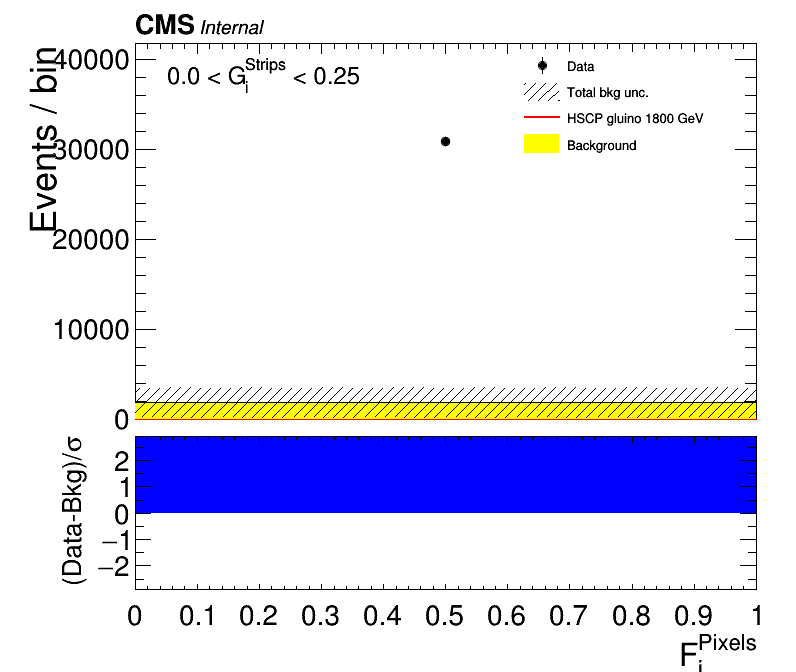 CMS Internal
0.0 < G_i^Strips < 0.25
Data
Total bkg unc.
HSCP gluino 1800 GeV
Background
Events / bin
40000
30000
20000
10000
0
(Data-Bkg)/σ
2
1
0
−1
−2
0 0.1 0.2 0.3 0.4 0.5 0.6 0.7 0.8 0.9 1
F_i^Pixels